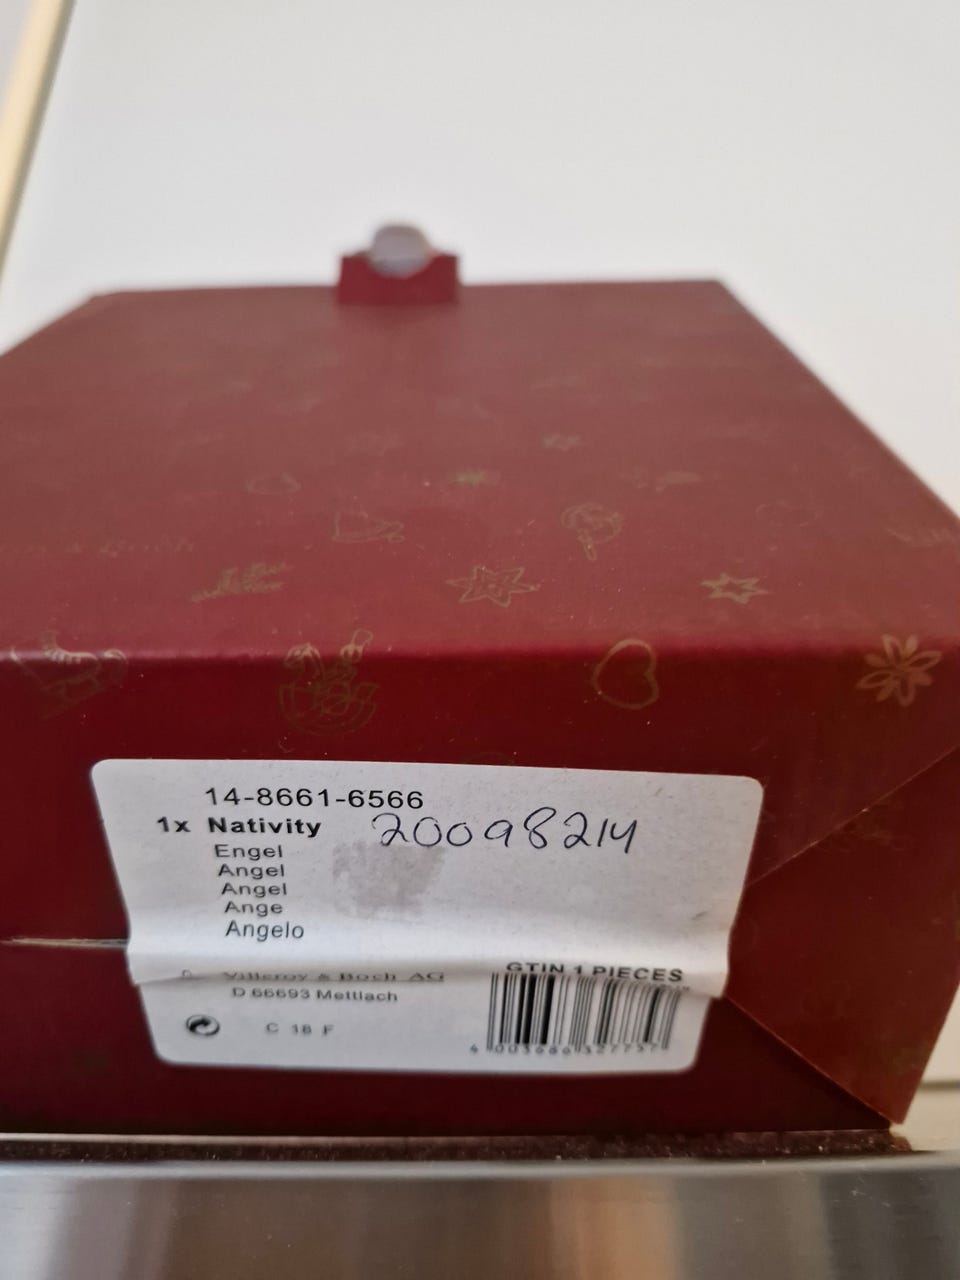 14-8661-6566
1x Nativity 20098214
Engel
Angel
Angel
Ange
Angelo
Villeroy & Boch AG
GTIN 1 PIECES
D 66693 Mettlach
C 18 F